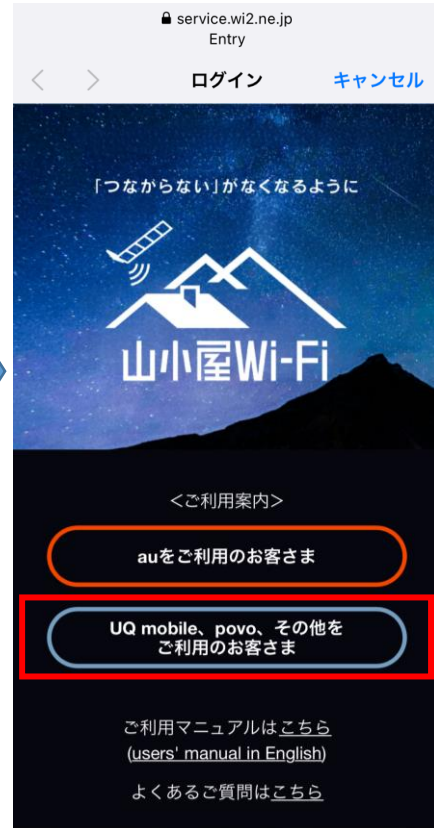 service.wi2.ne.jp
Entry
ログイン
キャンセル
「つながらない」がなくなるように
山小屋Wi-Fi
＜ご利用案内＞
auをご利用のお客さま
UQ mobile、povo、その他を
ご利用のお客さま
ご利用マニュアルはこちら
(users' manual in English)
よくあるご質問はこちら